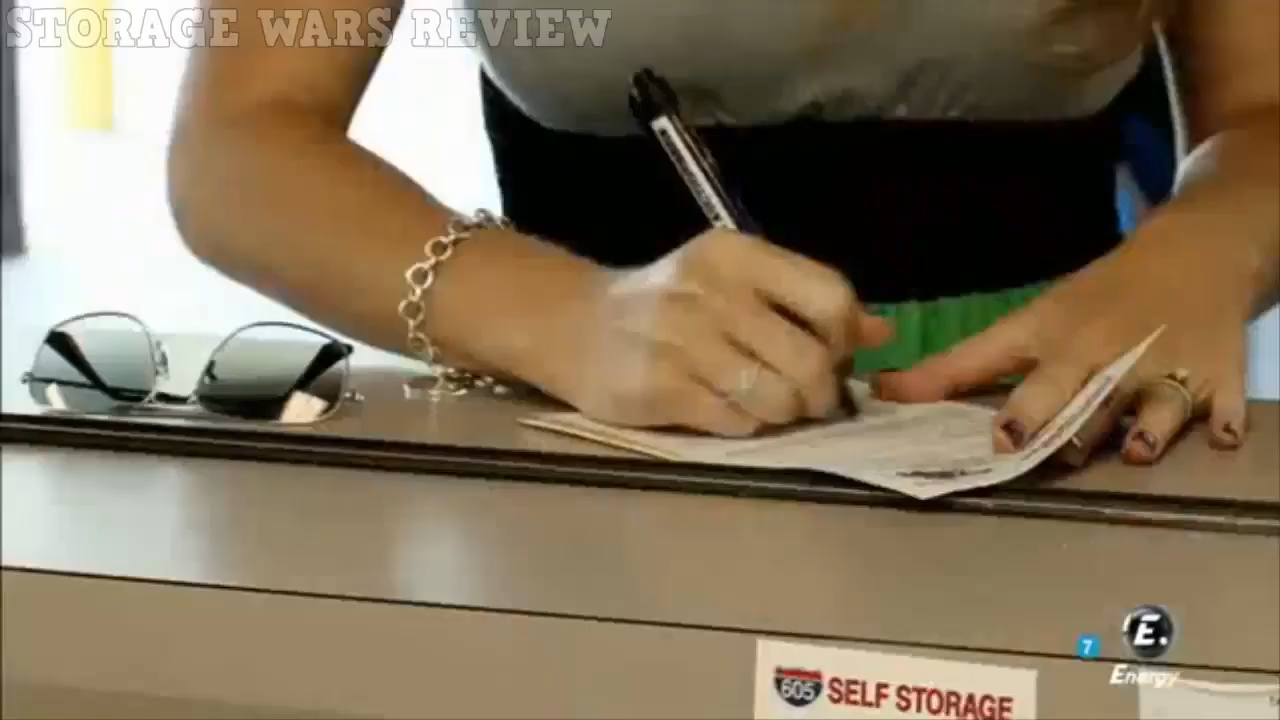 STORAGE WARS REVIEW
7
E.
Energy
605 SELF STORAGE